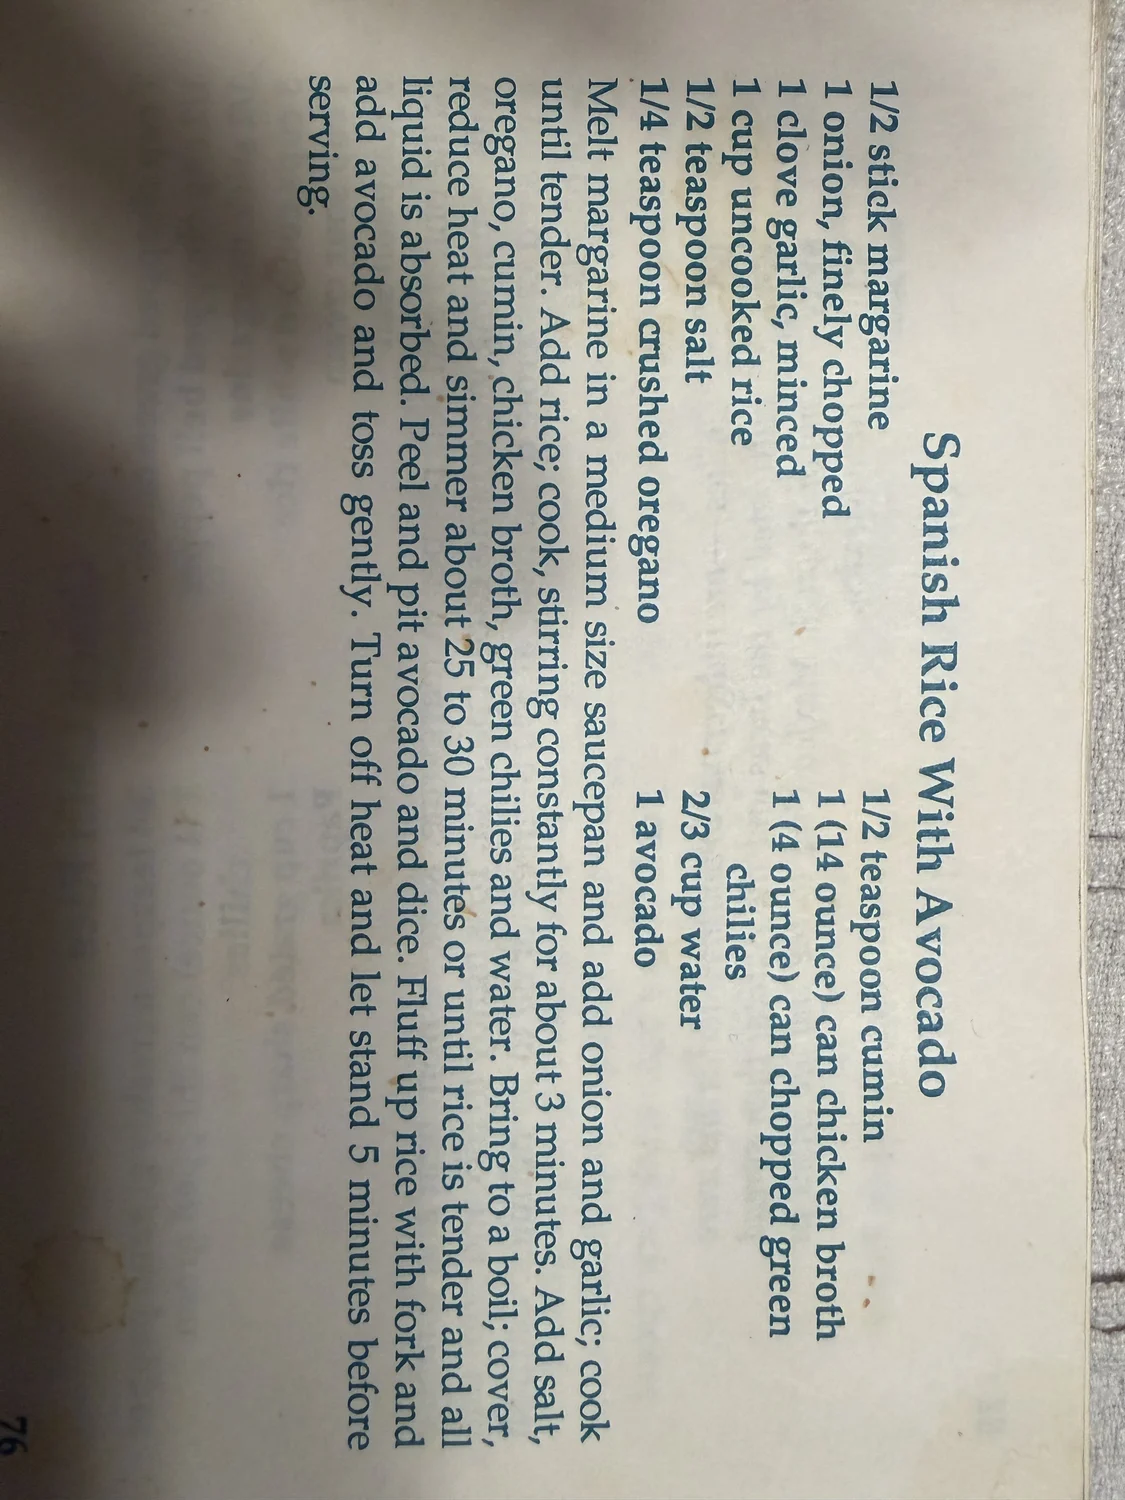 Spanish Rice With Avocado
1/2 stick margarine
1 onion, finely chopped
1 clove garlic, minced
1 cup uncooked rice
1/2 teaspoon salt
1/4 teaspoon crushed oregano
1/2 teaspoon cumin
1 (14 ounce) can chicken broth
1 (4 ounce) can chopped green
chilies
2/3 cup water
1 avocado
Melt margarine in a medium size saucepan and add onion and garlic; cook
until tender. Add rice; cook, stirring constantly for about 3 minutes. Add salt,
oregano, cumin, chicken broth, green chilies and water. Bring to a boil; cover,
reduce heat and simmer about 25 to 30 minutes or until rice is tender and all
liquid is absorbed. Peel and pit avocado and dice. Fluff up rice with fork and
add avocado and toss gently. Turn off heat and let stand 5 minutes before
serving.
76